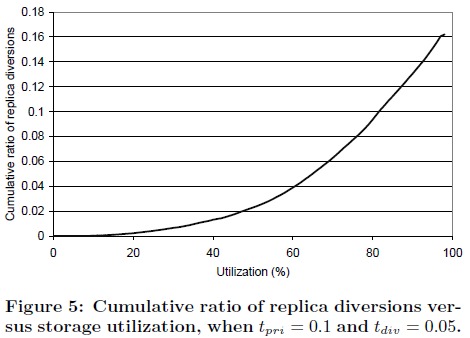 0.18
0.16
0.14
0.12
0.1
0.08
0.06
0.04
0.02
0
Cumulative ratio of replica diversions
0 20 40 60 80 100
Utilization (%)
Figure 5: Cumulative ratio of replica diversions ver-
sus storage utilization, when tpri = 0.1 and tdiv = 0.05.